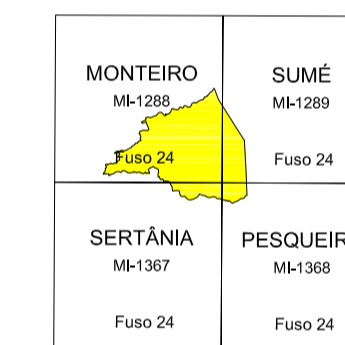 MONTEIRO
MI-1288
Fuso 24
SUMÉ
MI-1289
Fuso 24
SERTÂNIA
MI-1367
Fuso 24
PESQUEIR
MI-1368
Fuso 24